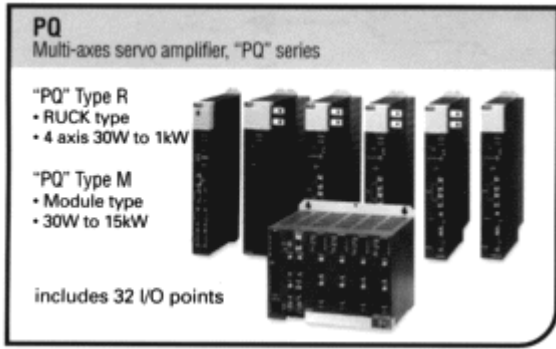 PQ
Multi-axes servo amplifier, “PQ” series
“PQ” Type R
• RUCK type
• 4 axis 30W to 1kW
“PQ” Type M
• Module type
• 30W to 15kW
includes 32 I/O points